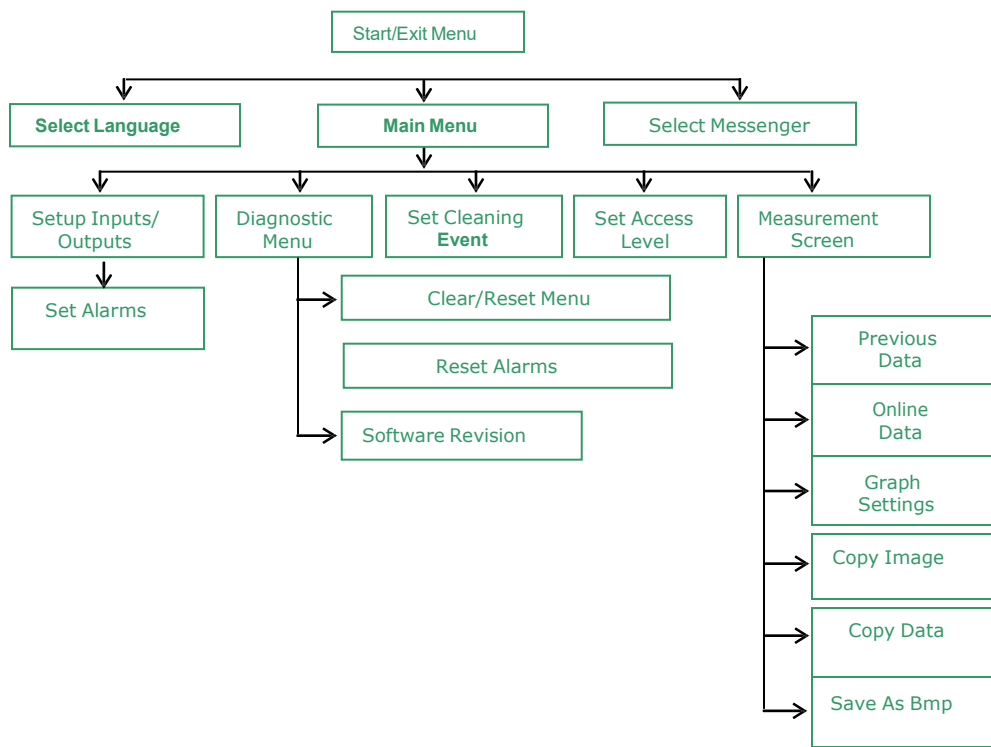 Start/Exit Menu
Select Language
Main Menu
Select Messenger
Setup Inputs/
Outputs
Diagnostic
Menu
Set Cleaning
Event
Set Access
Level
Measurement
Screen
Set Alarms
Clear/Reset Menu
Reset Alarms
Software Revision
Previous
Data
Online
Data
Graph
Settings
Copy Image
Copy Data
Save As Bmp